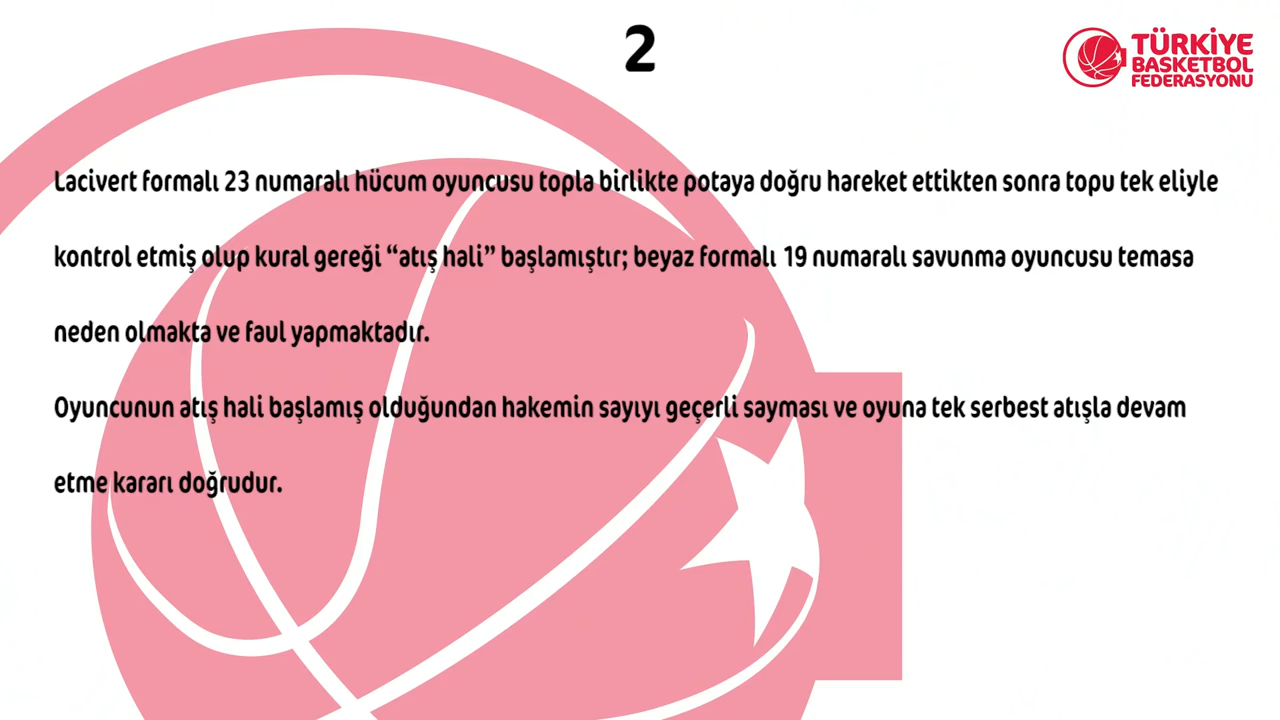 2
TÜRKİYE
BASKETBOL
FEDERASYONU
Lacivert formalı 23 numaralı hücum oyuncusu topla birlikte potaya doğru hareket ettikten sonra topu tek eliyle
kontrol etmiş olup kural gereği “atış hali” başlamıştır; beyaz formalı 19 numaralı savunma oyuncusu temasa
neden olmakta ve faul yapmaktadır.
Oyuncunun atış hali başlamış olduğundan hakemin sayıyı geçerli sayması ve oyuna tek serbest atışla devam
etme kararı doğrudur.